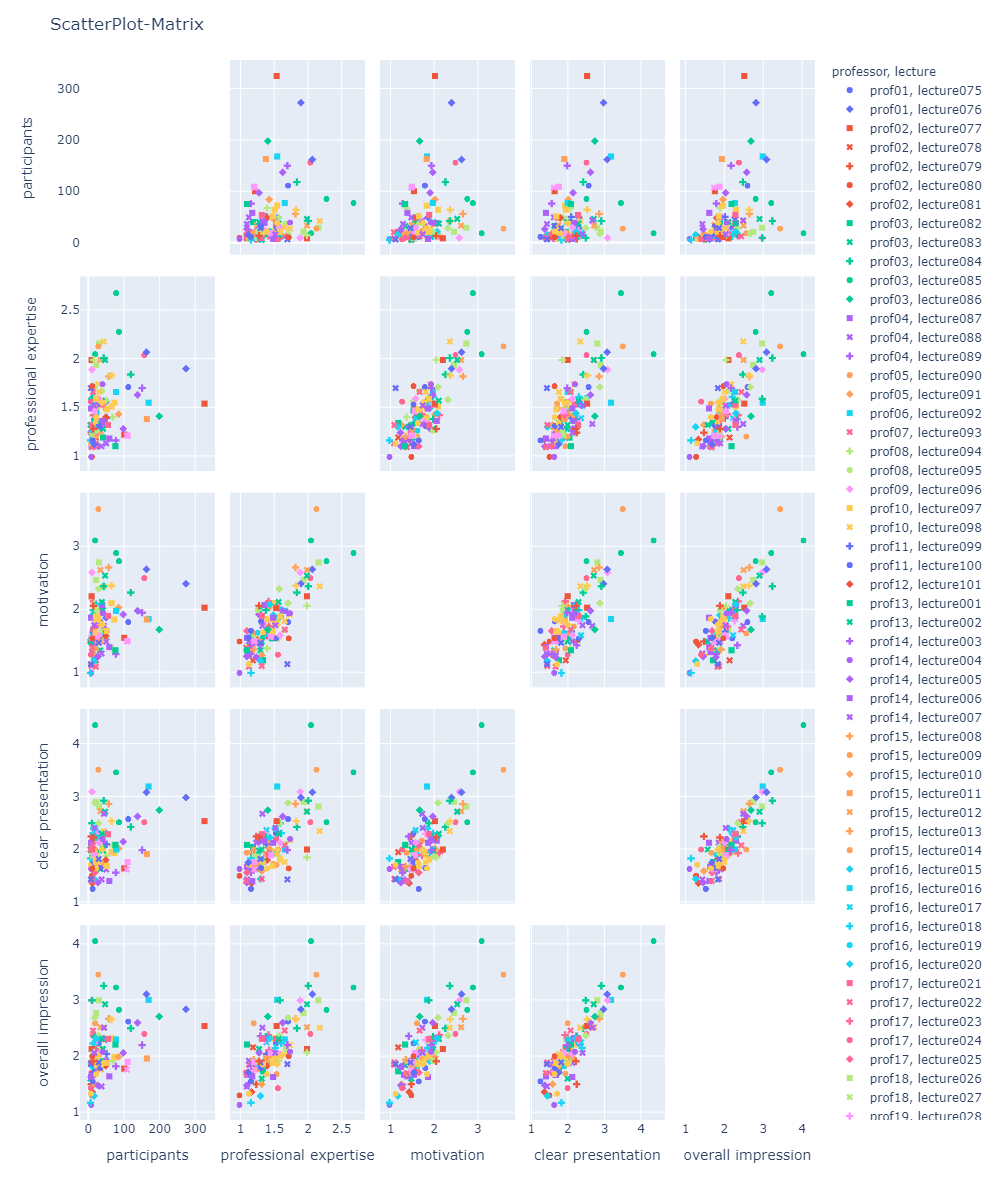 ScatterPlot-Matrix
professor, lecture
prof01, lecture075
prof01, lecture076
prof02, lecture077
prof02, lecture078
prof02, lecture079
prof02, lecture080
prof02, lecture081
prof03, lecture082
prof03, lecture083
prof03, lecture084
prof03, lecture085
prof03, lecture086
prof04, lecture087
prof04, lecture088
prof04, lecture089
prof05, lecture090
prof05, lecture091
prof06, lecture092
prof07, lecture093
prof08, lecture094
prof08, lecture095
prof09, lecture096
prof10, lecture097
prof10, lecture098
prof11, lecture099
prof11, lecture100
prof12, lecture101
prof13, lecture001
prof13, lecture002
prof14, lecture003
prof14, lecture004
prof14, lecture005
prof14, lecture006
prof14, lecture007
prof15, lecture008
prof15, lecture009
prof15, lecture010
prof15, lecture011
prof15, lecture012
prof15, lecture013
prof15, lecture014
prof16, lecture015
prof16, lecture016
prof16, lecture017
prof16, lecture018
prof16, lecture019
prof16, lecture020
prof17, lecture021
prof17, lecture022
prof17, lecture023
prof17, lecture024
prof17, lecture025
prof18, lecture026
prof18, lecture027
prof19, lecture028
participants
300
200
100
0
professional expertise
2.5
2
1.5
1
motivation
3
2
1
clear presentation
4
3
2
1
overall impression
4
3
2
1
0 100 200 300
1 1.5 2 2.5
1 2 3
1 2 3 4
1 2 3 4
participants
professional expertise
motivation
clear presentation
overall impression